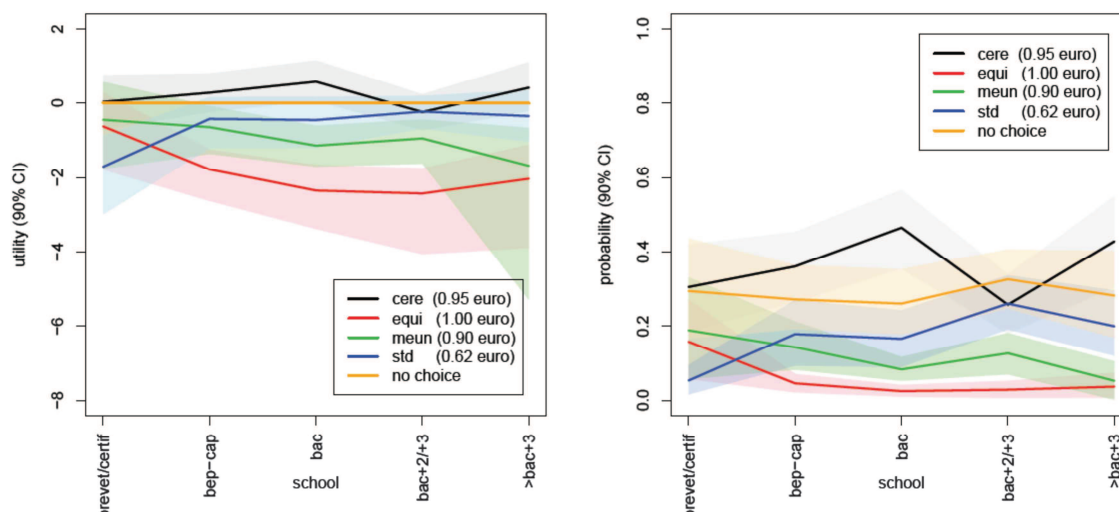 2
0
-2
-4
-6
-8
utility (90% CI)
cere (0.95 euro)
equi (1.00 euro)
meun (0.90 euro)
std (0.62 euro)
no choice
prevet/certif
bep-cap
bac
bac+2/+3
>bac+3
school
1.0
0.8
0.6
0.4
0.2
0.0
probability (90% CI)
cere (0.95 euro)
equi (1.00 euro)
meun (0.90 euro)
std (0.62 euro)
no choice
prevet/certif
bep-cap
bac
bac+2/+3
>bac+3
school